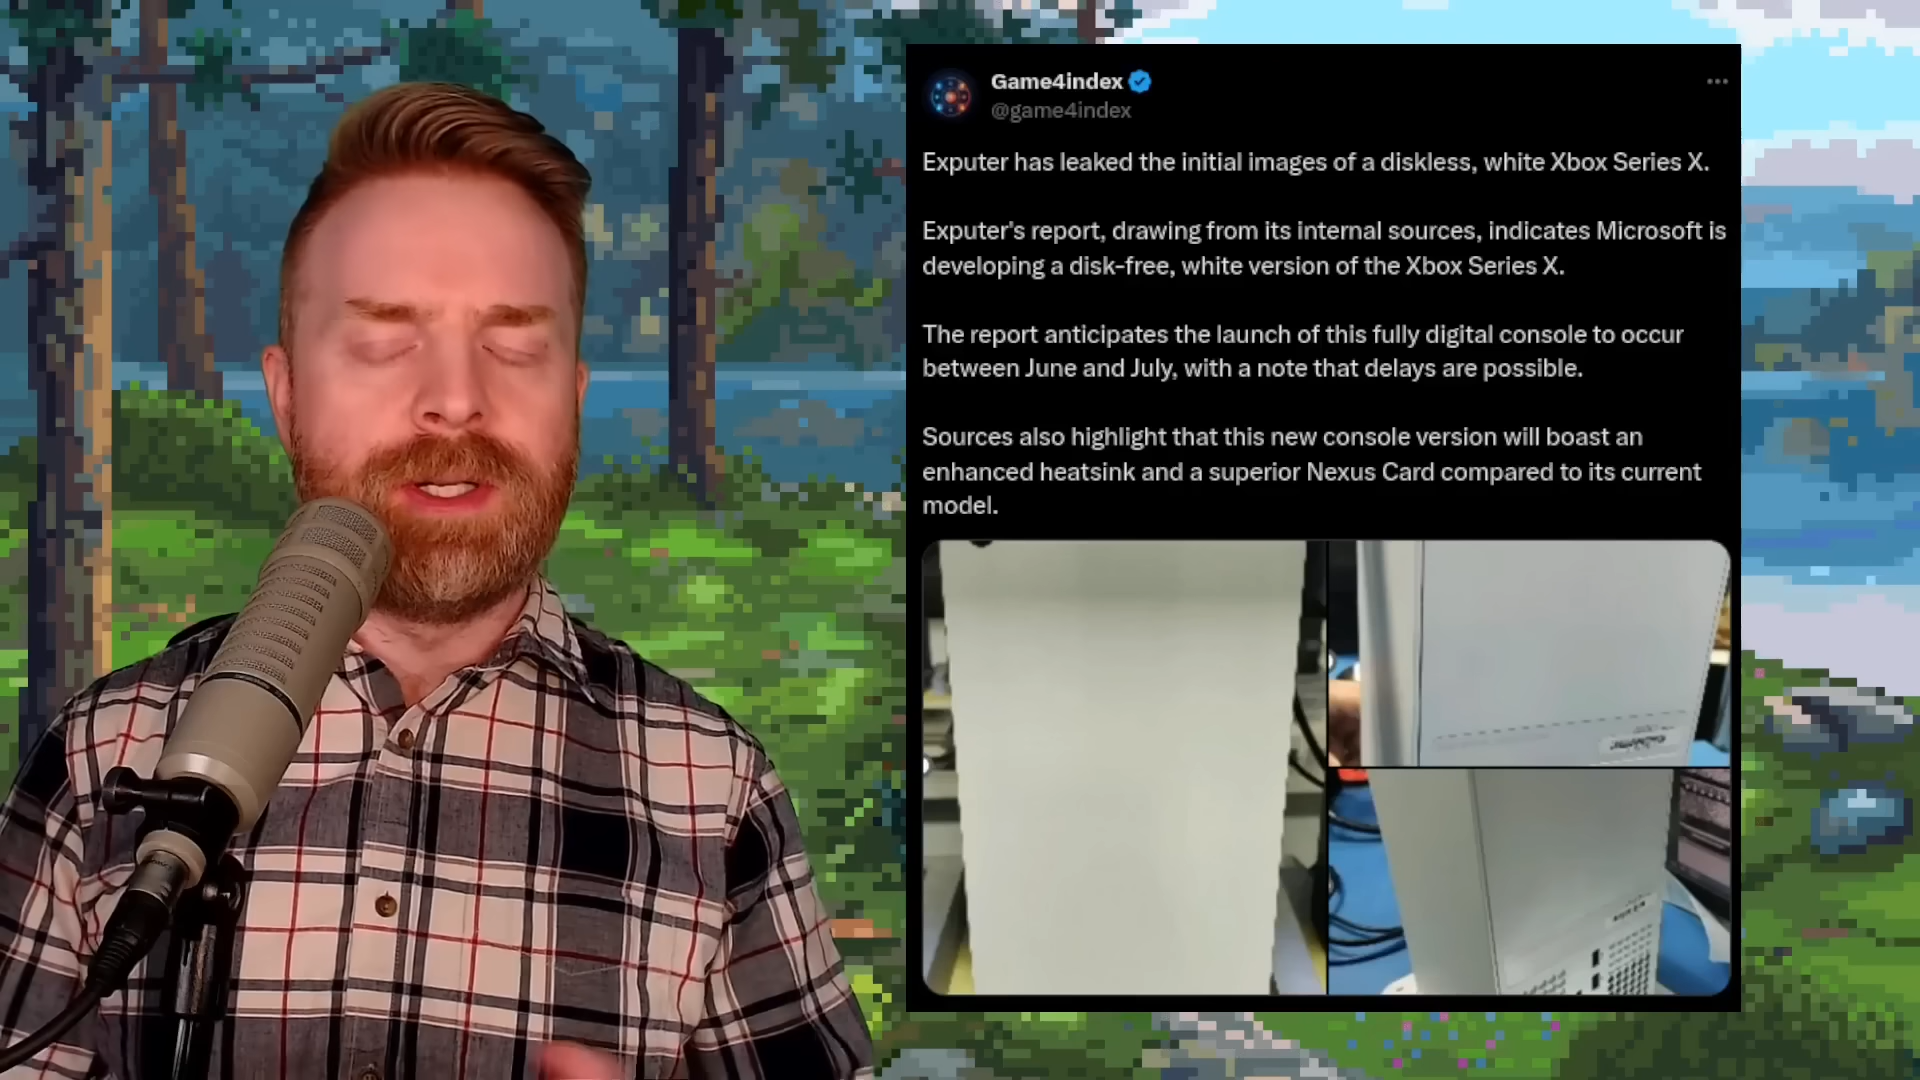 Game4index
@game4index
Exputer has leaked the initial images of a diskless, white Xbox Series X.
Exputer's report, drawing from its internal sources, indicates Microsoft is
developing a disk-free, white version of the Xbox Series X.
The report anticipates the launch of this fully digital console to occur
between June and July, with a note that delays are possible.
Sources also highlight that this new console version will boast an
enhanced heatsink and a superior Nexus Card compared to its current
model.